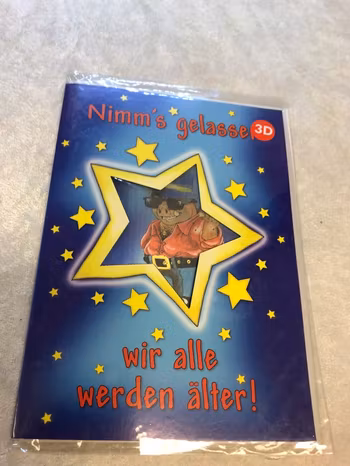 Nimm's gelassen
3D
wir alle
werden älter!